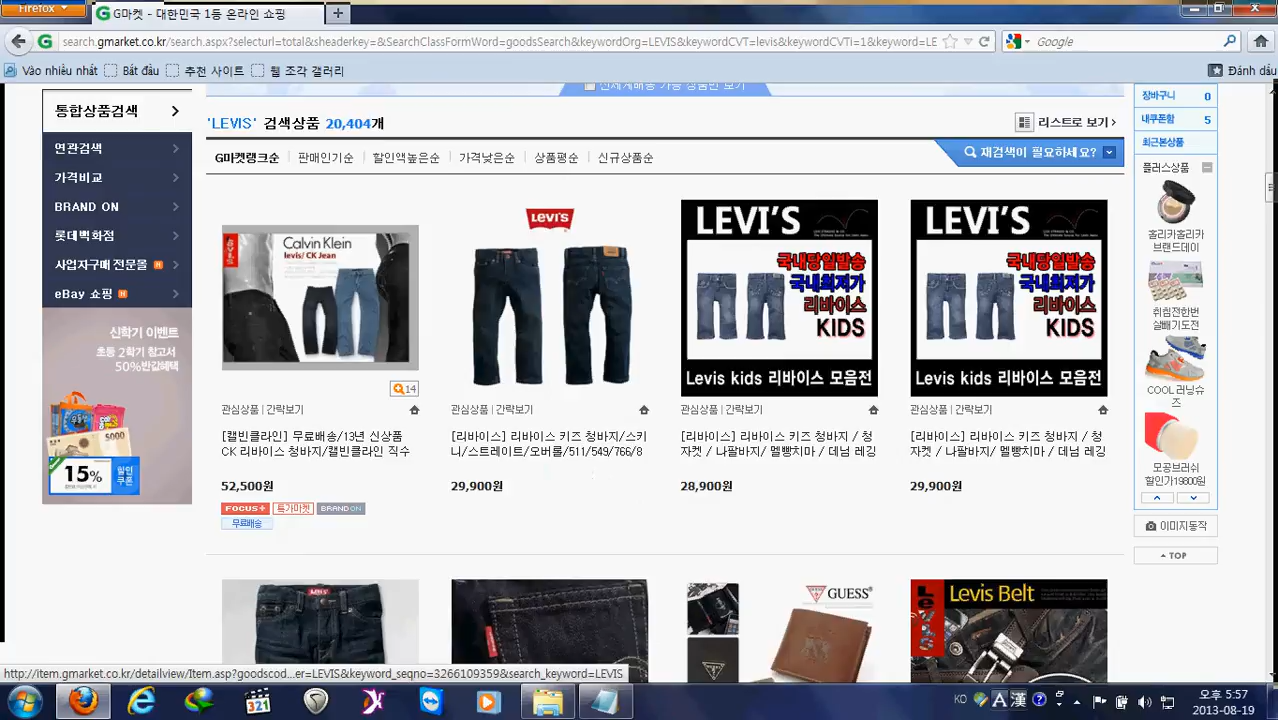 Firefox
G마켓 - 대한민국 1등 온라인 쇼핑
search.gmarket.co.kr/search.aspx?selecturl=total&sheaderkey=&SearchClassFormWord=goodsSearch&keywordOrg=LEVIS&keywordCVT=levis&keywordCVTi=1&keyword=LE
Google
Vào nhiều nhất
Bắt đầu
추천 사이트
웹 조각 갤러리
Đánh dấu
전세계배송 가능 상품만 보기
통합상품검색
연관검색
가격비교
BRAND ON
롯데백화점
사업자구매 전문몰
eBay 쇼핑
신학기 이벤트
초등 2학기 참고서
50%반값혜택
5000
15% 할인
쿠폰
'LEVIS' 검색상품 20,404개
리스트로 보기
G마켓랭크순
판매인기순
할인액높은순
가격낮은순
상품평순
신규상품순
재검색이 필요하세요?
Calvin Klein
levis/ CK Jean
14
관심상품 | 간략보기
[캘빈클라인] 무료배송/13년 신상품
CK 리바이스 청바지/캘빈클라인 직수
52,500원
FOCUS+
특가마켓
BRAND ON
무료배송
LEVI'S
관심상품 | 간략보기
[리바이스] 리바이스 키즈 청바지/스키
니/스트레이트/모버롤/511/549/766/8
29,900원
LEVI'S
국내당일발송
국내최저가
리바이스
KIDS
Levis kids 리바이스 모음전
관심상품 | 간략보기
[리바이스] 리바이스 키즈 청바지 / 청
자켓 / 나팔바지/ 멜빵치마 / 데님 레깅
28,900원
LEVI'S
국내당일발송
국내최저가
리바이스
KIDS
Levis kids 리바이스 모음전
관심상품 | 간략보기
[리바이스] 리바이스 키즈 청바지 / 청
자켓 / 나팔바지/ 멜빵치마 / 데님 레깅
29,900원
GUESS
Levis
Levis Belt
장바구니 0
내쿠폰함 5
최근본상품
플러스상품
홀리카홀리카
브랜드데이
취침전한번
살빼기도전
COOL 러닝슈
즈
모공브러쉬
할인가19800원
이미지동작
TOP
http://item.gmarket.co.kr/detailview/Item.asp?goodscod...er=LEVIS&keyword_seqno=3266109359&search_keyword=LEVIS
321
KO
A 漢
오후 5:57
2013-08-19